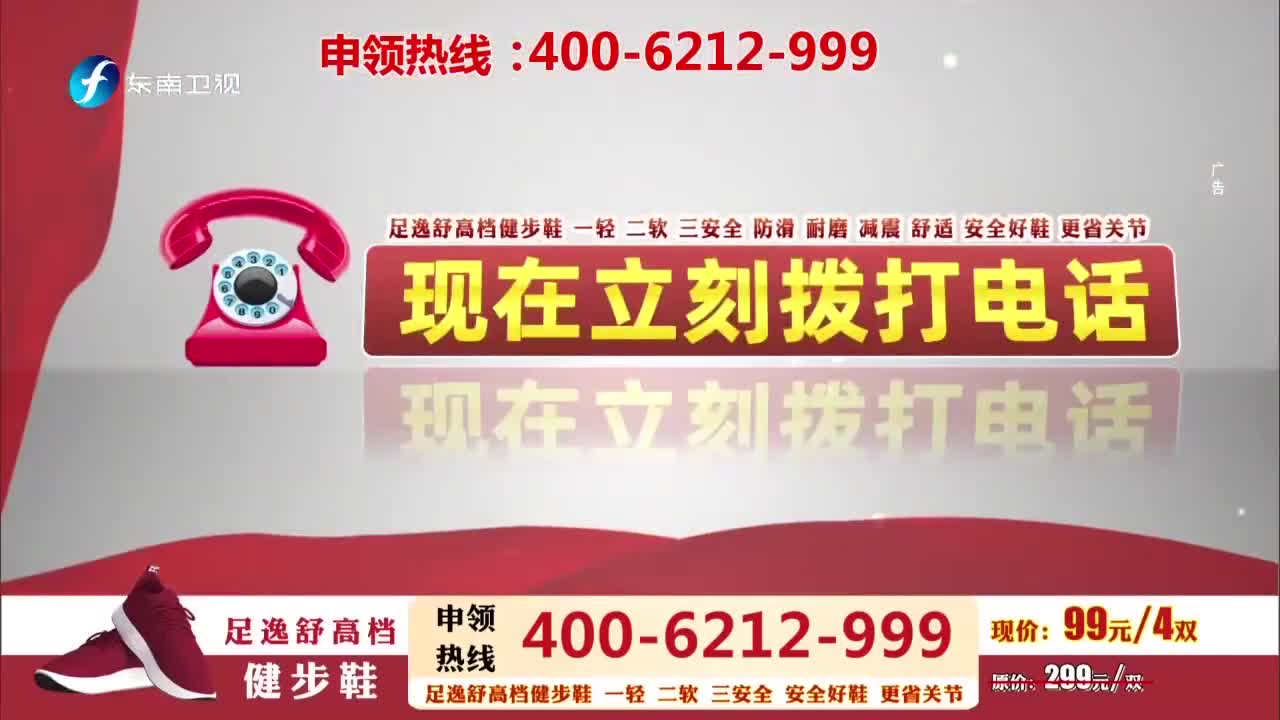 申领热线：400-6212-999
东南卫视
广告
足逸舒高档健步鞋 一轻 二软 三安全 防滑 耐磨 减震 舒适 安全好鞋 更省关节
现在立刻拨打电话
现在立刻拨打电话
足逸舒高档
健步鞋
申领
热线
400-6212-999
足逸舒高档健步鞋 一轻 二软 三安全 安全好鞋 更省关节
现价：99元/4双
原价：299元/双